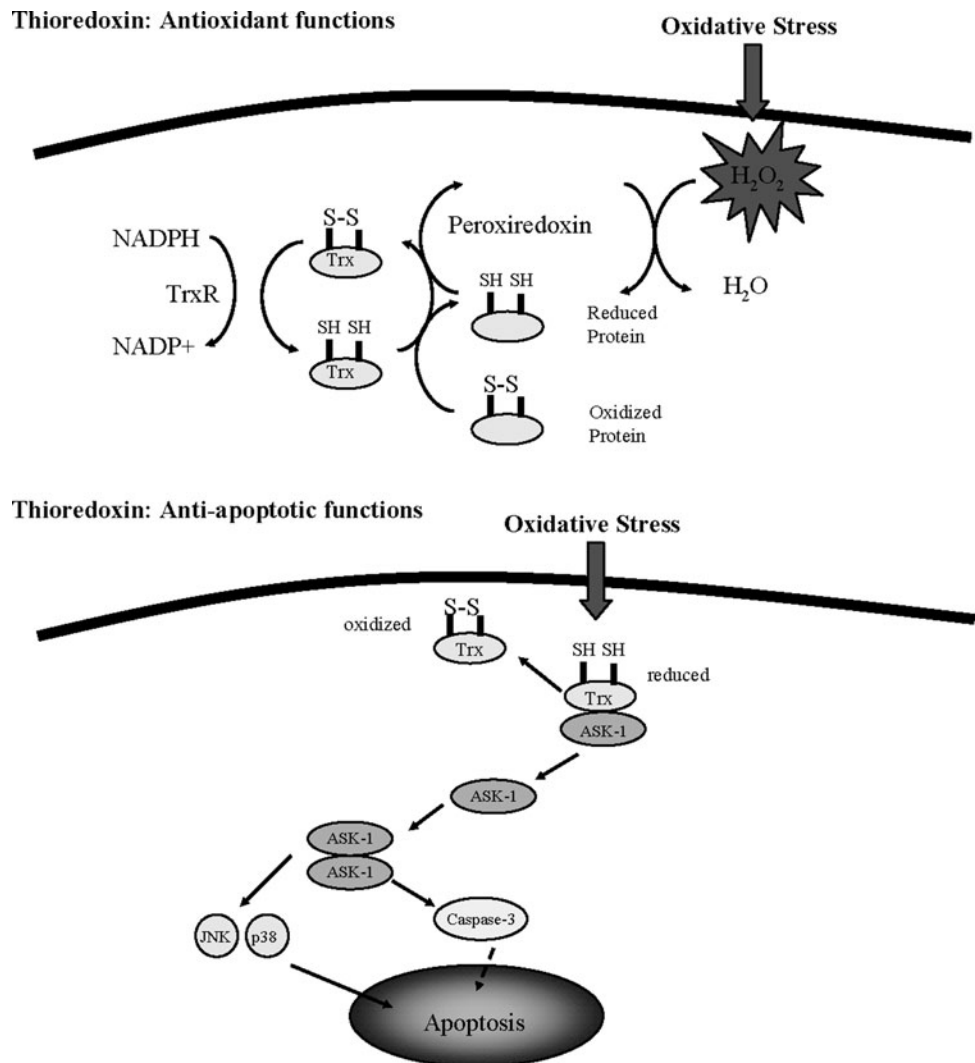 Thioredoxin: Antioxidant functions
Oxidative Stress
H₂O₂
S-S
NADPH
Trx
Peroxiredoxin
TrxR
SH SH
H₂O
SH SH
Reduced
Protein
NADP+
Trx
S-S
Oxidized
Protein
Thioredoxin: Anti-apoptotic functions
Oxidative Stress
S-S
oxidized
Trx
SH SH
reduced
Trx
ASK-1
ASK-1
ASK-1
ASK-1
Caspase-3
JNK
p38
Apoptosis